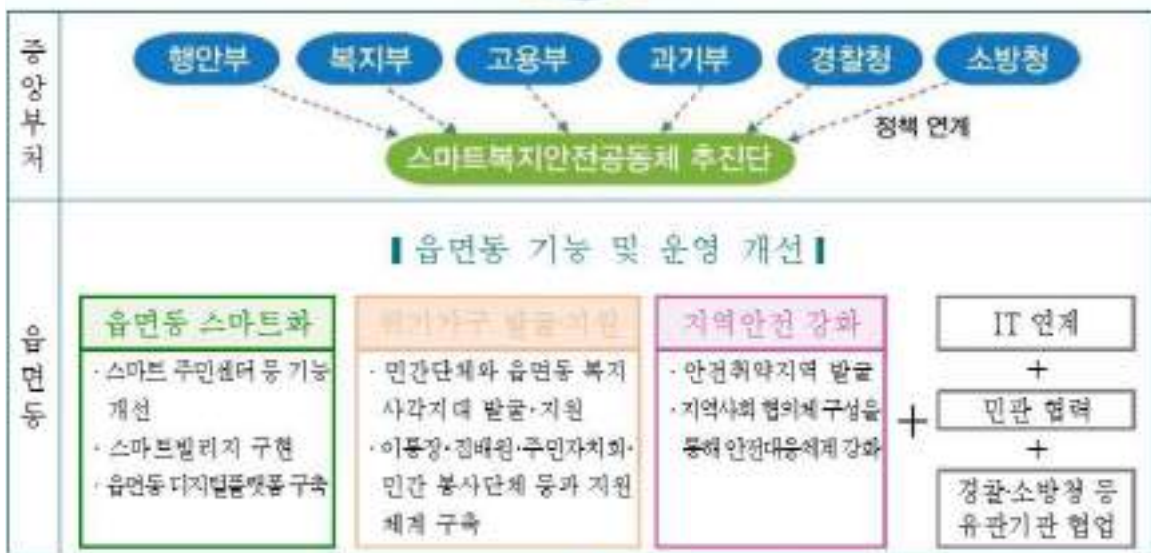 중앙부처
행안부 복지부 고용부 과기부 경찰청 소방청
정책 연계
스마트복지안전공동체 추진단
읍면동
읍면동 기능 및 운영 개선
읍면동 스마트화
· 스마트 주민센터 등 기능
개선
· 스마트빌리지 구현
· 읍면동 디지털플랫폼 구축
위기가구 발굴·지원
· 민간단체와 읍면동 복지
사각지대 발굴·지원
· 이통장·집배원·주민자치회·
민간 봉사단체 등과 지원
체계 구축
지역안전 강화
· 안전취약지역 발굴
· 지역사회 협의체 구성을
통해 안전대응체계 강화
+
IT 연계
+
민관 협력
+
경찰·소방청 등
유관기관 협업